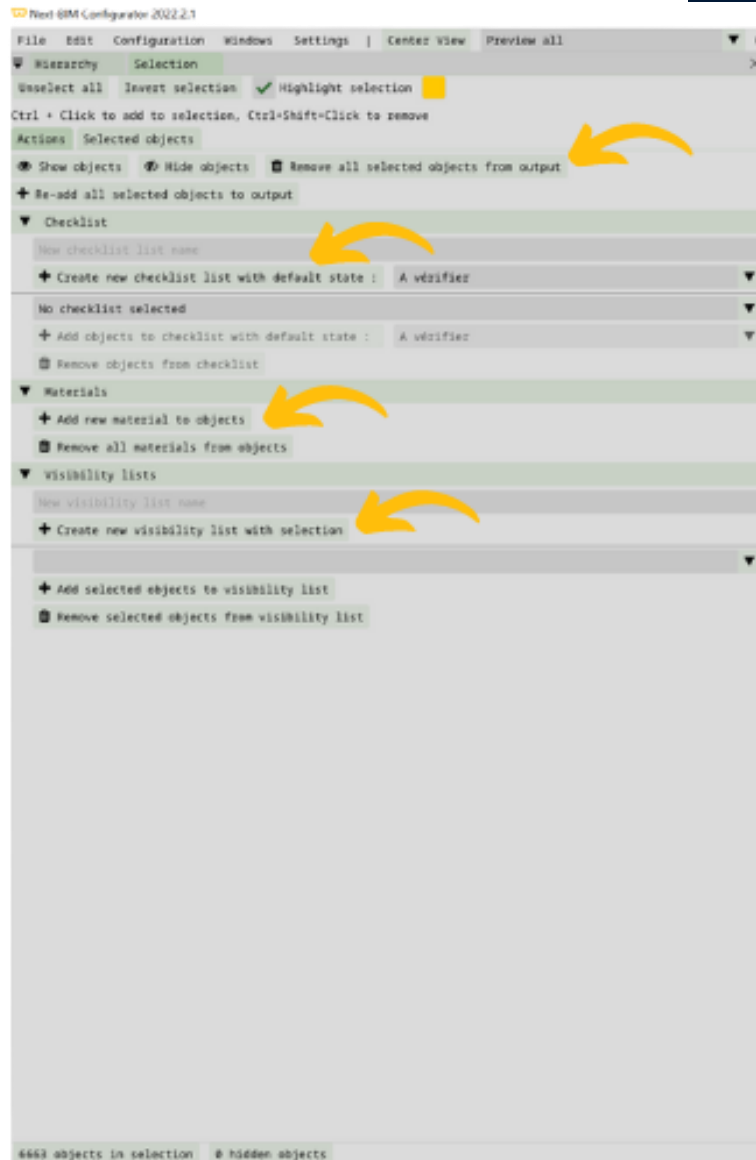 Next-BIM Configurator 2022.2.1
File Edit Configuration Windows Settings | Center View Preview all
Hierarchy Selection
Unselect all Invert selection Highlight selection
Ctrl + Click to add to selection, Ctrl+Shift+Click to remove
Actions Selected objects
Show objects Hide objects Remove all selected objects from output
+ Re-add all selected objects to output
Checklist
New checklist list name
+ Create new checklist list with default state : A vérifier
No checklist selected
+ Add objects to checklist with default state : A vérifier
Remove objects from checklist
Materials
+ Add new material to objects
Remove all materials from objects
Visibility lists
New visibility list name
+ Create new visibility list with selection
+ Add selected objects to visibility list
Remove selected objects from visibility list
6663 objects in selection 0 hidden objects